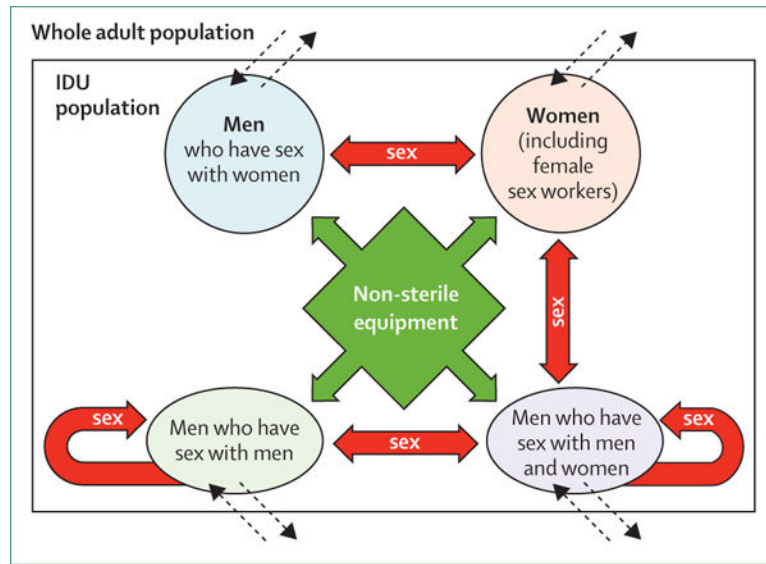 Whole adult population
IDU
population
Men
who have sex
with women
sex
Women
(including
female
sex workers)
Non-sterile
equipment
sex
sex
Men who have
sex with men
sex
Men who have
sex with men
and women
sex